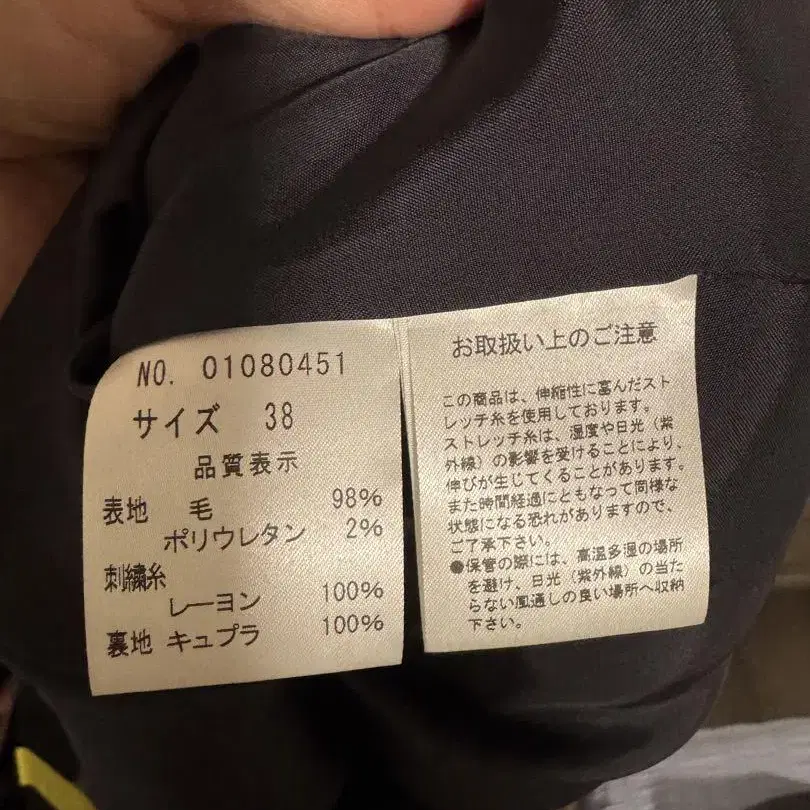 NO. 01080451
サイズ 38
品質表示
表地 毛 98%
ポリウレタン 2%
刺繍糸
レーヨン 100%
裏地 キュプラ 100%
お取扱い上のご注意
この商品は、伸縮性に富んだスト
レッチ糸を使用しております。
ストレッチ糸は、湿度や日光（紫
外線）の影響を受けることにより、
伸びが生じてくることがあります。
また時間経過にともなって同様な
状態になる恐れがありますので、
ご了承下さい。
●保管の際には、高温多湿の場所
を避け、日光（紫外線）の当た
らない風通しの良い場所へ収納
下さい。